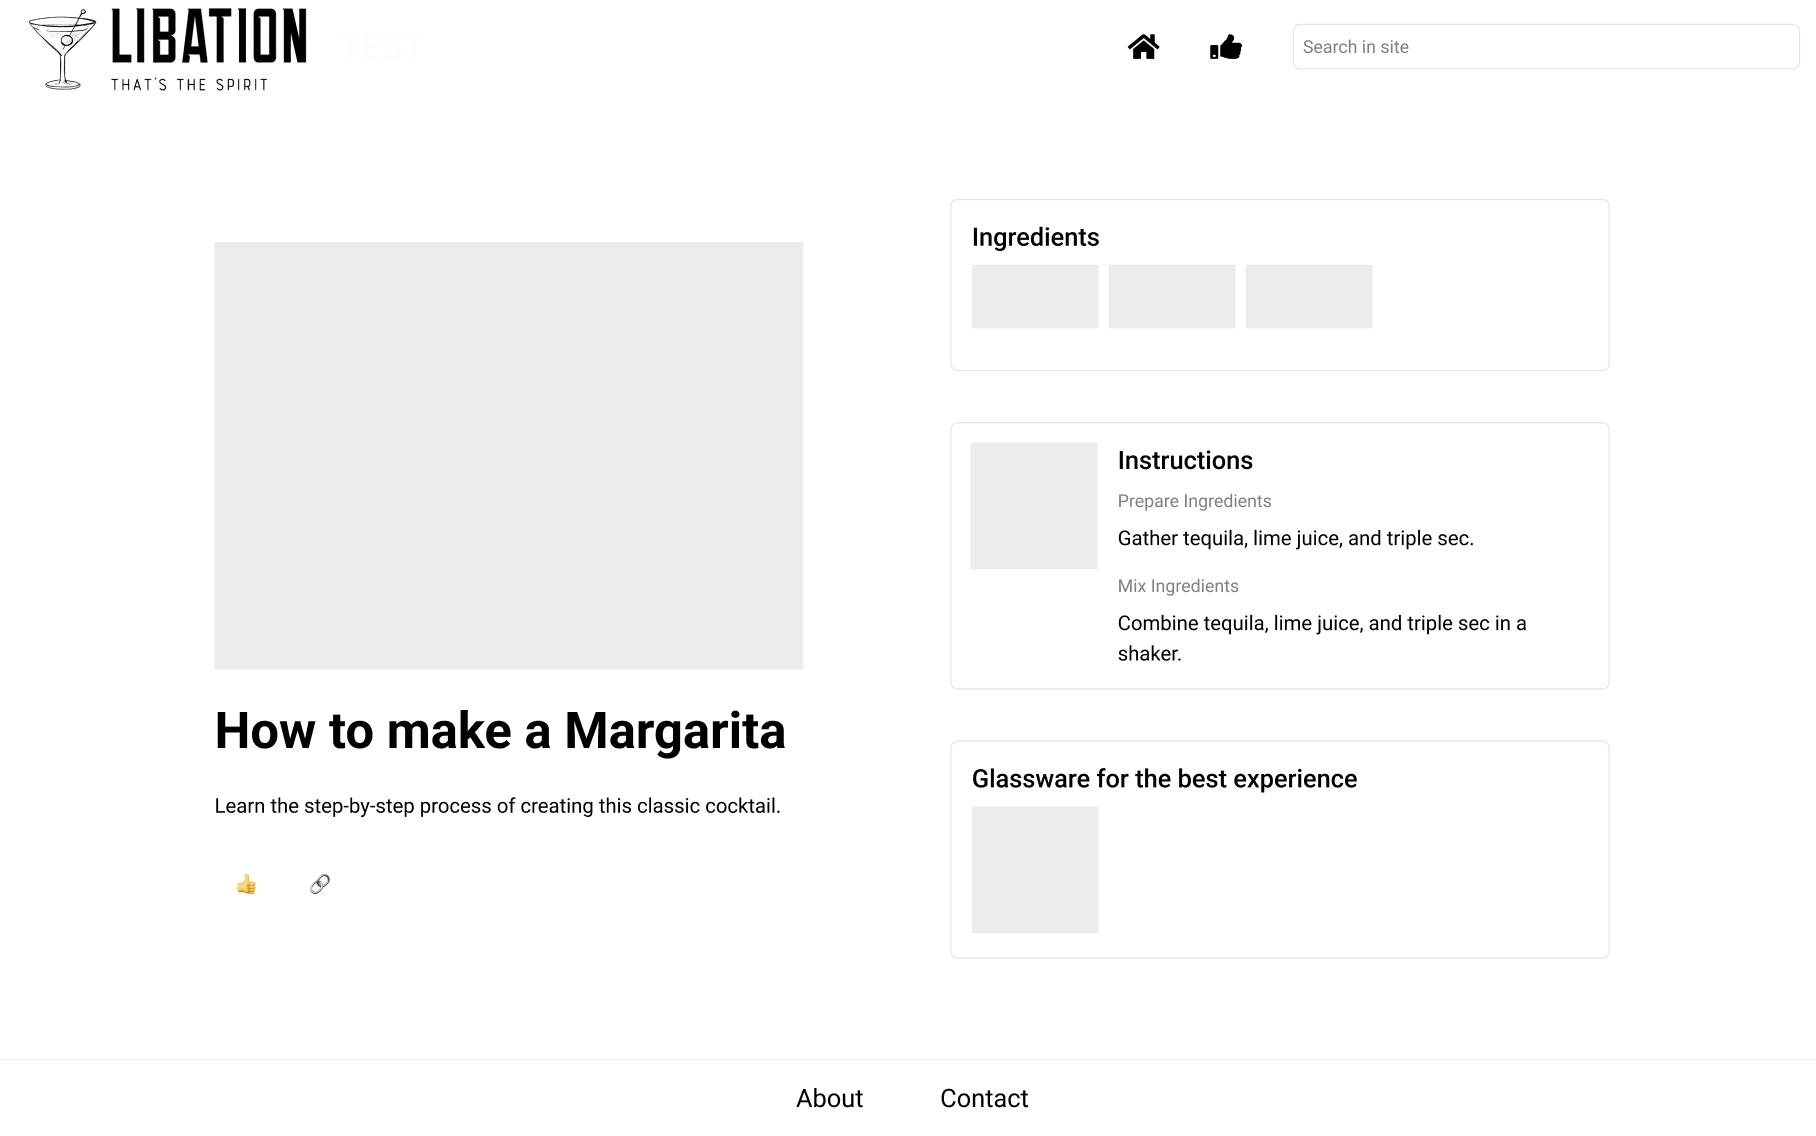 LIBATION
THAT'S THE SPIRIT
TEST
Search in site
Ingredients
Instructions
Prepare Ingredients
Gather tequila, lime juice, and triple sec.
Mix Ingredients
Combine tequila, lime juice, and triple sec in a
shaker.
How to make a Margarita
Learn the step-by-step process of creating this classic cocktail.
Glassware for the best experience
About
Contact